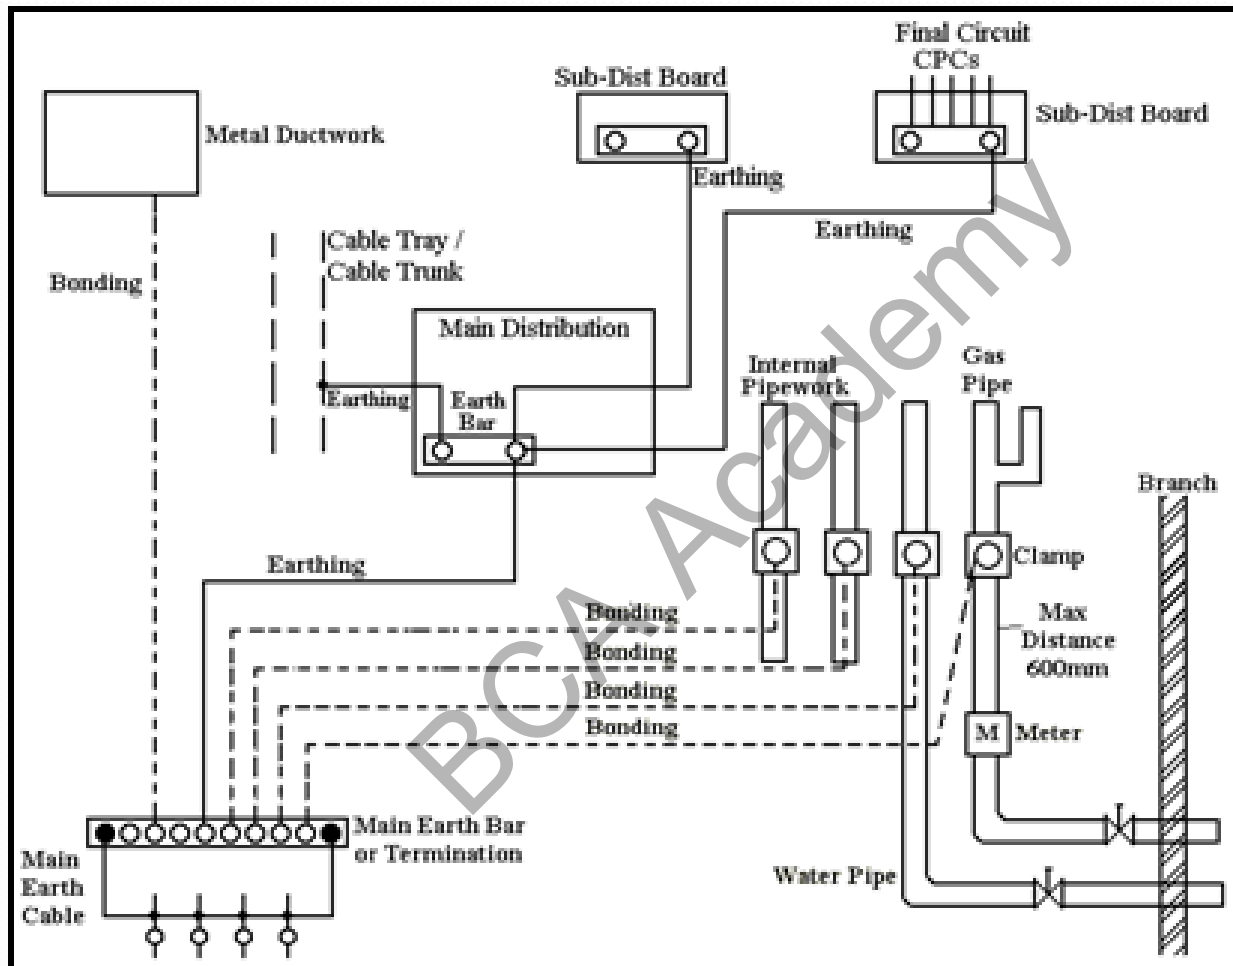 Final Circuit
CPCs
Sub-Dist Board
Sub-Dist Board
Metal Ductwork
Earthing
Earthing
Cable Tray /
Cable Trunk
Bonding
Main Distribution
Internal
Pipework
Gas
Pipe
Earthing
Earth
Bar
Branch
Clamp
Earthing
Bonding
Max
Distance
600mm
Bonding
Bonding
Bonding
M
Meter
Main Earth Bar
or Termination
Main
Earth
Cable
Water Pipe
BCA Academy